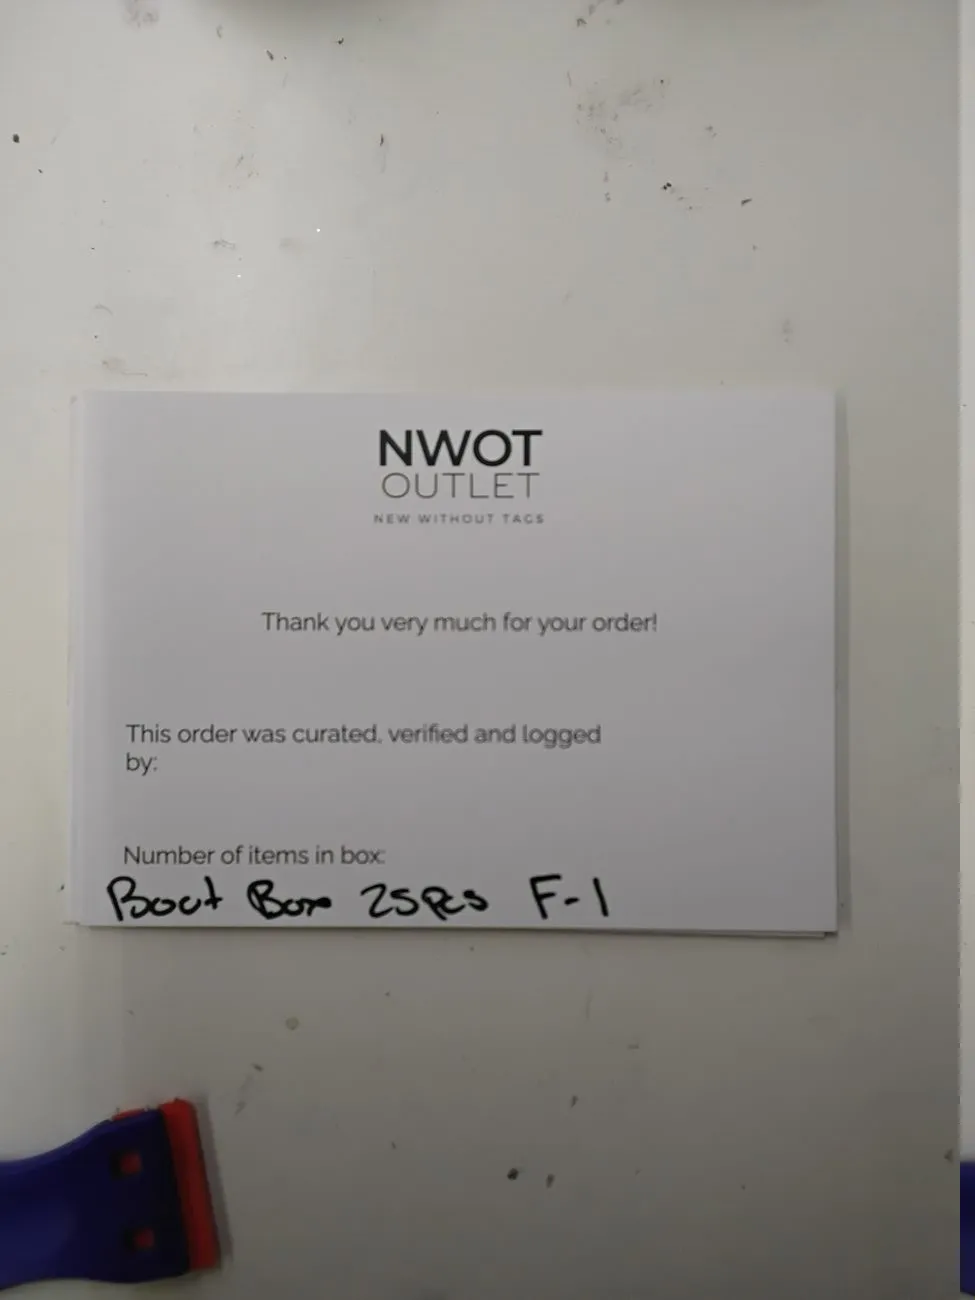 NWOT
OUTLET
NEW WITHOUT TAGS
Thank you very much for your order!
This order was curated, verified and logged
by:
Number of items in box:
Boot Box 25pcs F-1